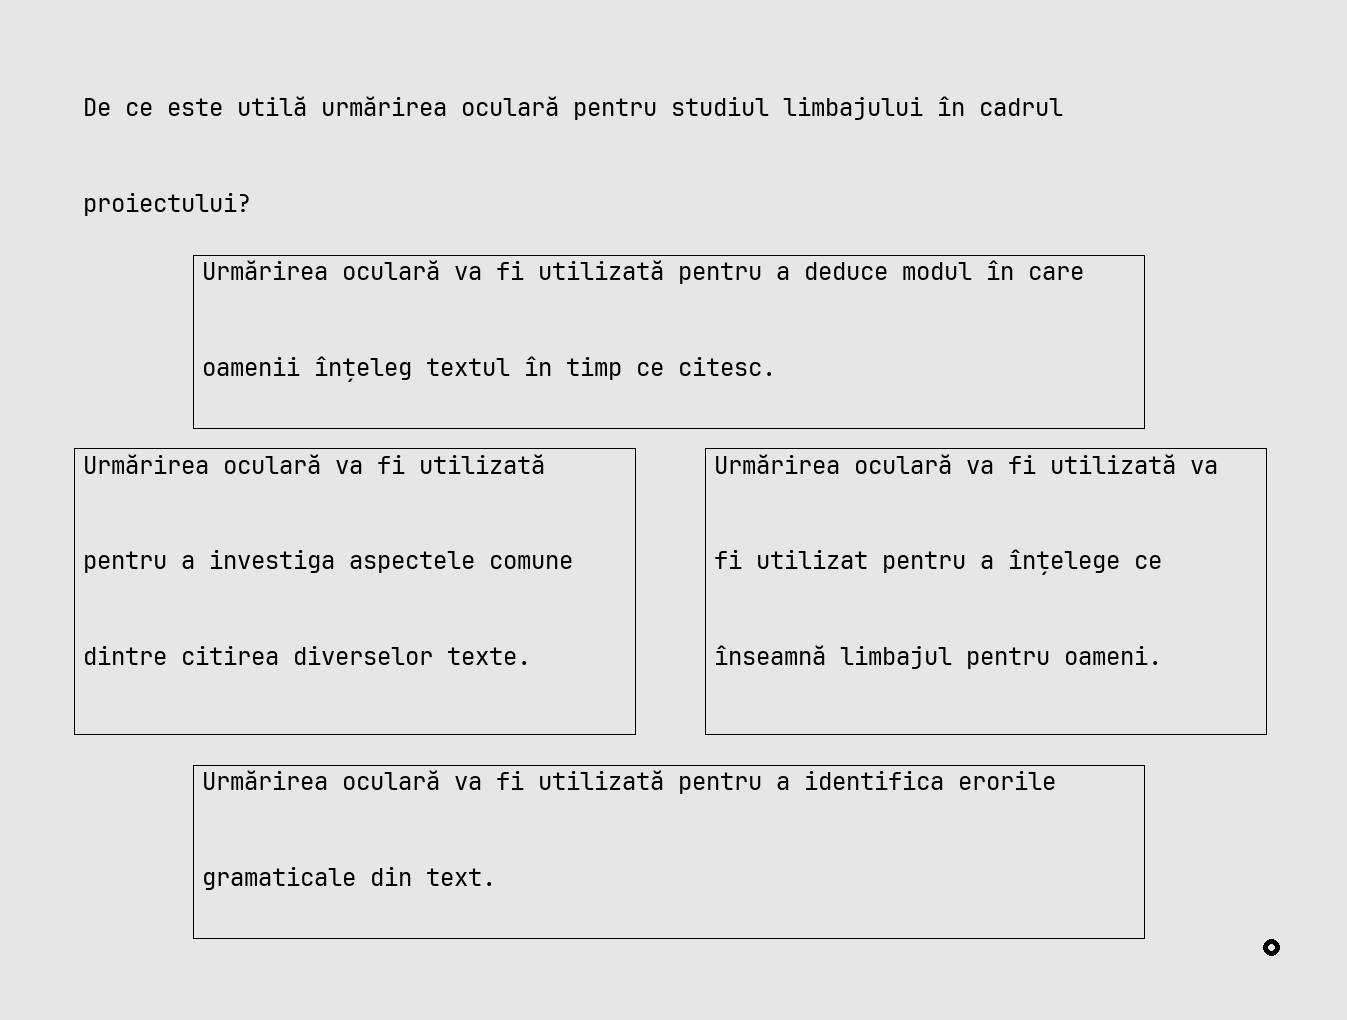 De ce este utilă urmărirea oculară pentru studiul limbajului în cadrul
proiectului?
Urmărirea oculară va fi utilizată pentru a deduce modul în care
oamenii înțeleg textul în timp ce citesc.
Urmărirea oculară va fi utilizată
pentru a investiga aspectele comune
dintre citirea diverselor texte.
Urmărirea oculară va fi utilizată va
fi utilizat pentru a înțelege ce
înseamnă limbajul pentru oameni.
Urmărirea oculară va fi utilizată pentru a identifica erorile
gramaticale din text.